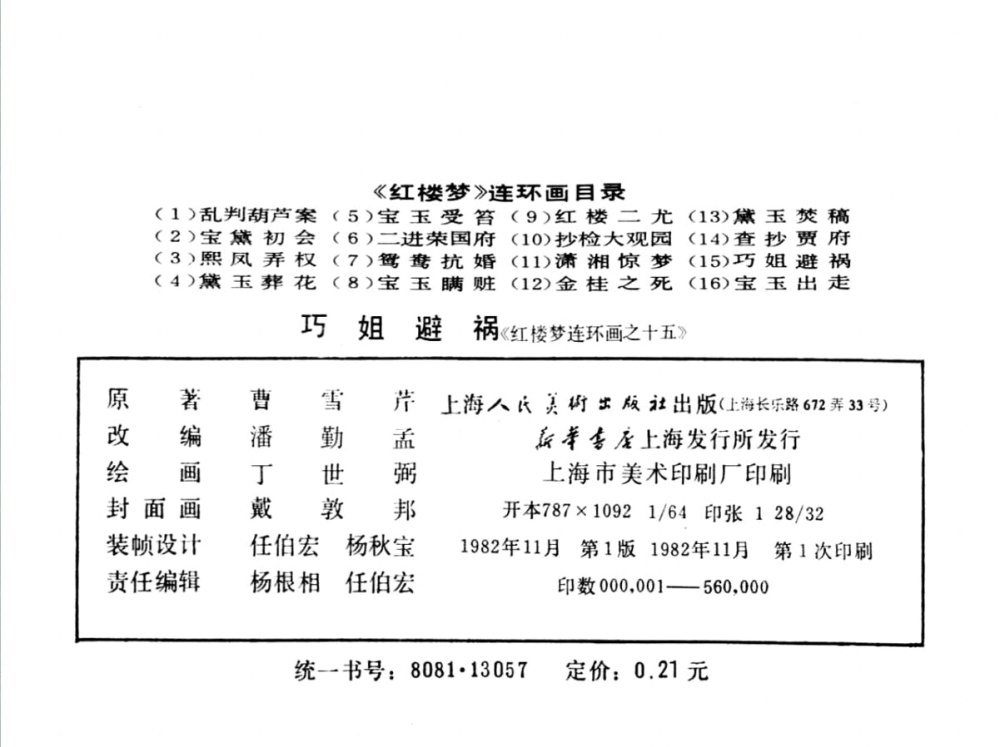 《红楼梦》连环画目录
（1）乱判葫芦案（5）宝玉受笞（9）红楼二尤（13）黛玉焚稿
（2）宝黛初会（6）二进荣国府（10）抄检大观园（14）查抄贾府
（3）熙凤弄权（7）鸳鸯抗婚（11）潇湘惊梦（15）巧姐避祸
（4）黛玉葬花（8）宝玉瞒赃（12）金桂之死（16）宝玉出走
巧姐避祸《红楼梦连环画之十五》
原著 曹雪芹
改编 潘勤孟
绘画 丁世弼
封面画 戴敦邦
装帧设计 任伯宏 杨秋宝
责任编辑 杨根相 任伯宏
上海人民美術出版社出版（上海长乐路672弄33号）
新华书店上海发行所发行
上海市美术印刷厂印刷
开本787×1092 1/64 印张 1 28/32
1982年11月 第1版 1982年11月 第1次印刷
印数000,001——560,000
统一书号：8081·13057 定价：0.21元